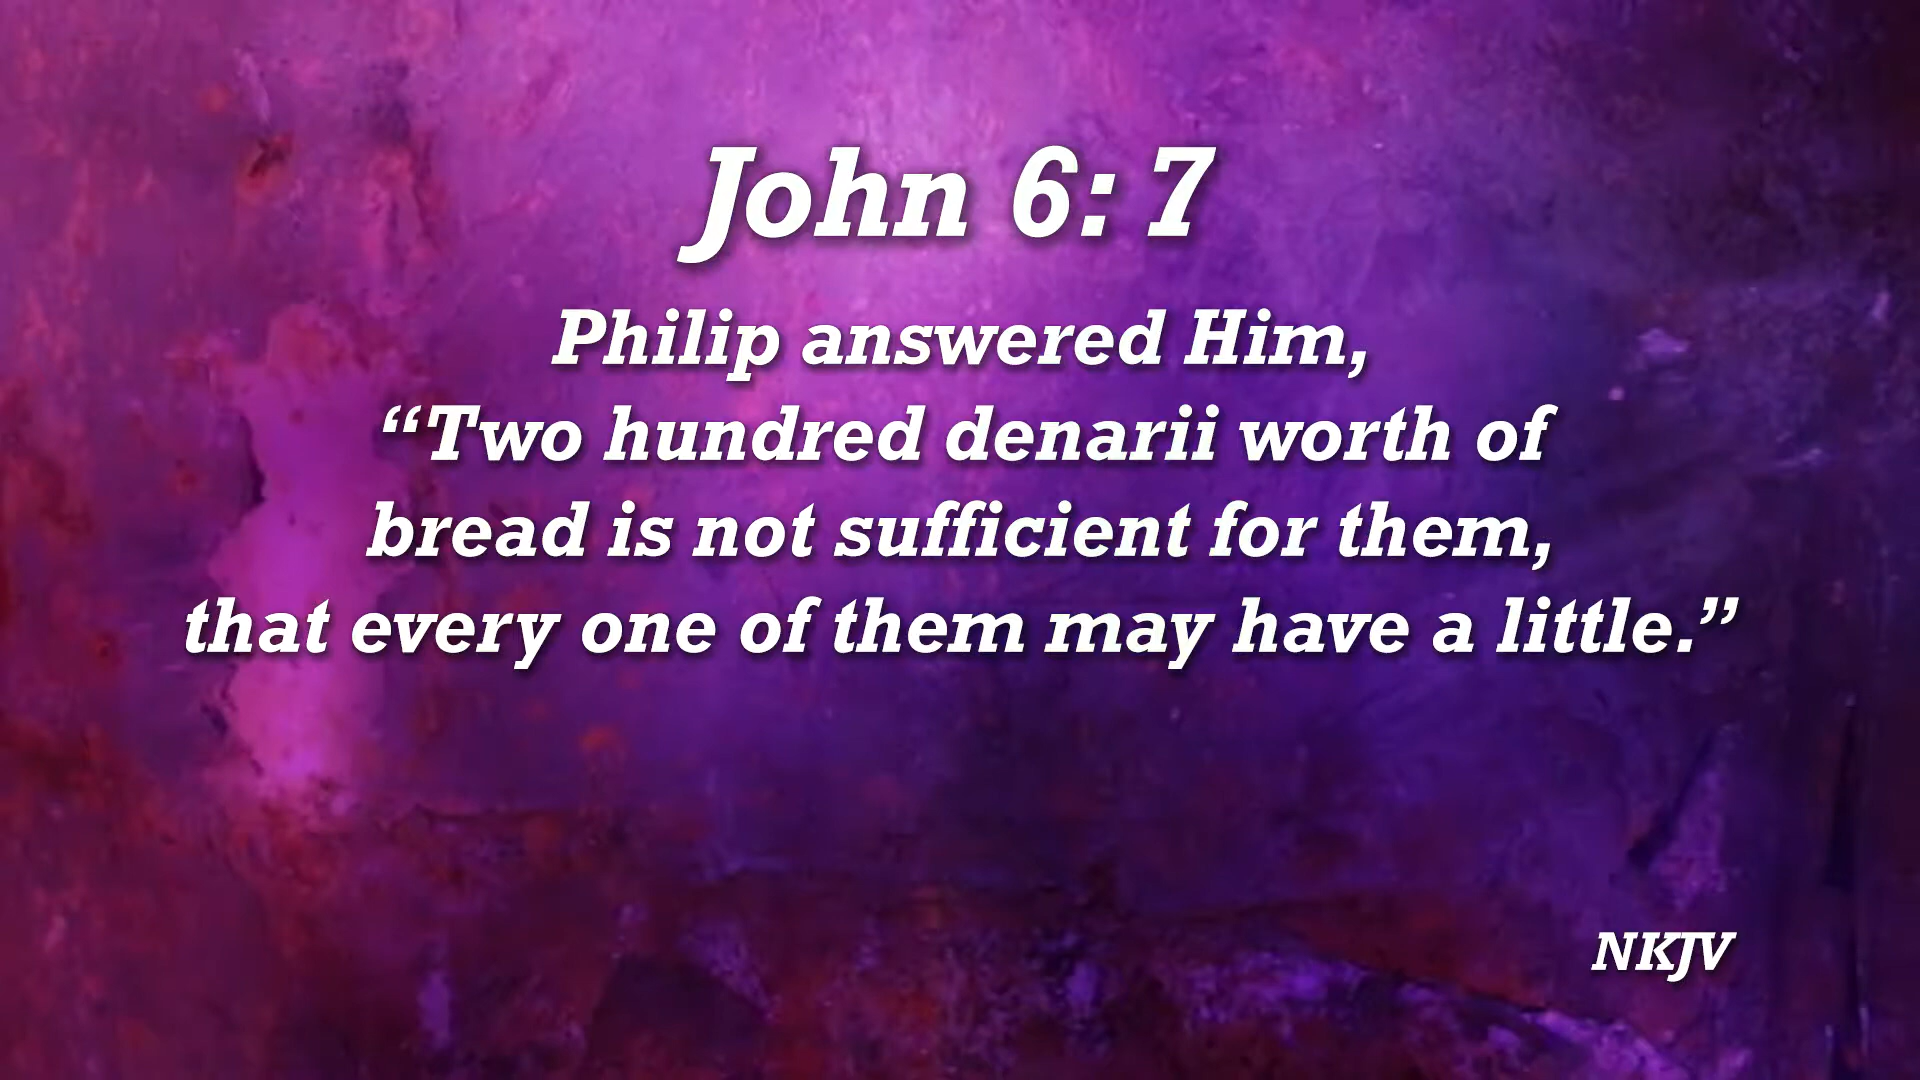 John 6: 7
Philip answered Him,
“Two hundred denarii worth of
bread is not sufficient for them,
that every one of them may have a little.”
NKJV